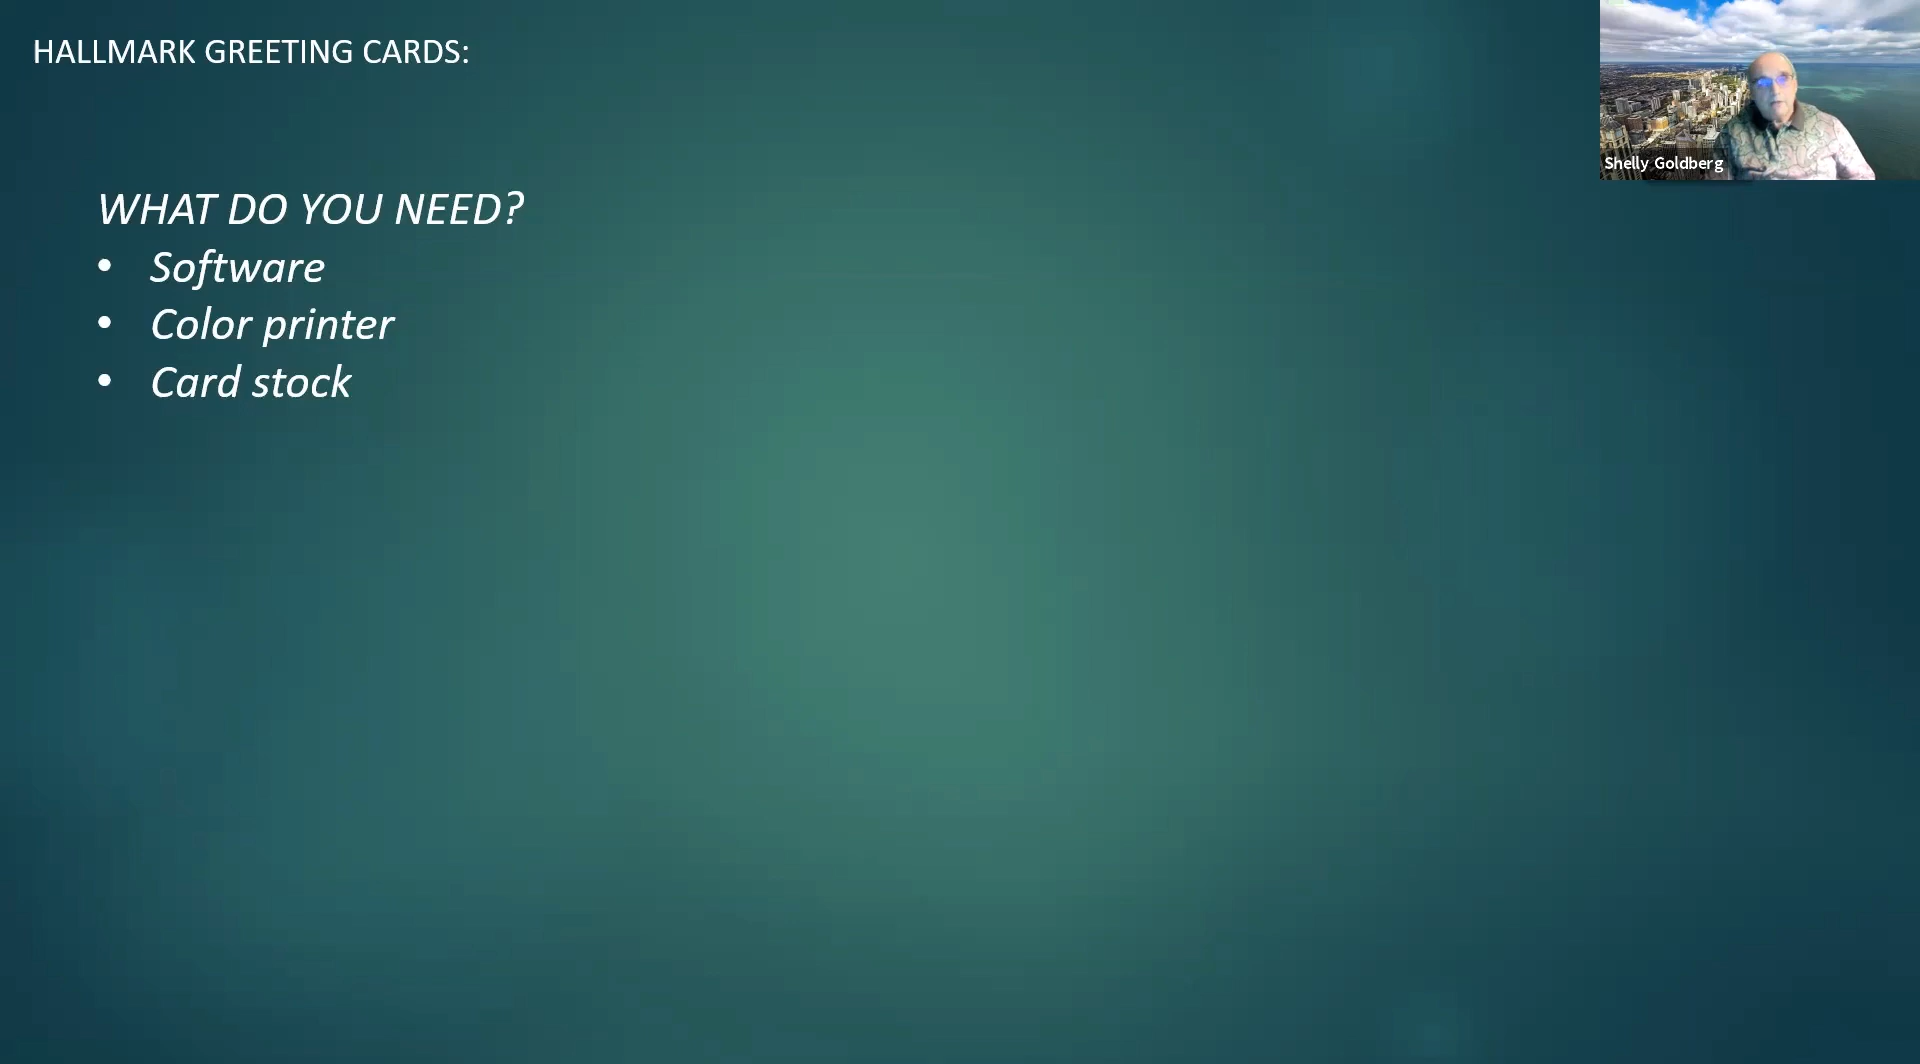 HALLMARK GREETING CARDS:
WHAT DO YOU NEED?
• Software
• Color printer
• Card stock
Shelly Goldberg